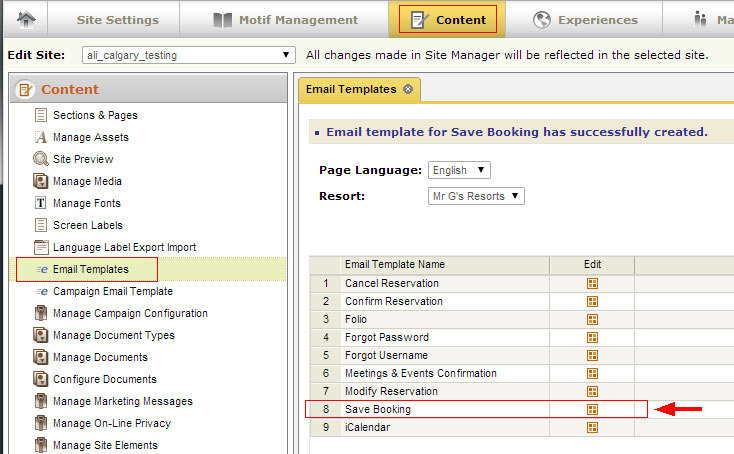 Site Settings Motif Management Content Experiences Ma
Edit Site: ali_calgary_testing All changes made in Site Manager will be reflected in the selected site.
Content
Sections & Pages
Manage Assets
Site Preview
Manage Media
Manage Fonts
Screen Labels
Language Label Export Import
Email Templates
Campaign Email Template
Manage Campaign Configuration
Manage Document Types
Manage Documents
Configure Documents
Manage Marketing Messages
Manage On-Line Privacy
Manage Site Elements
Email Templates
Email template for Save Booking has successfully created.
Page Language: English
Resort: Mr G's Resorts
Email Template Name Edit
1 Cancel Reservation
2 Confirm Reservation
3 Folio
4 Forgot Password
5 Forgot Username
6 Meetings & Events Confirmation
7 Modify Reservation
8 Save Booking
9 iCalendar